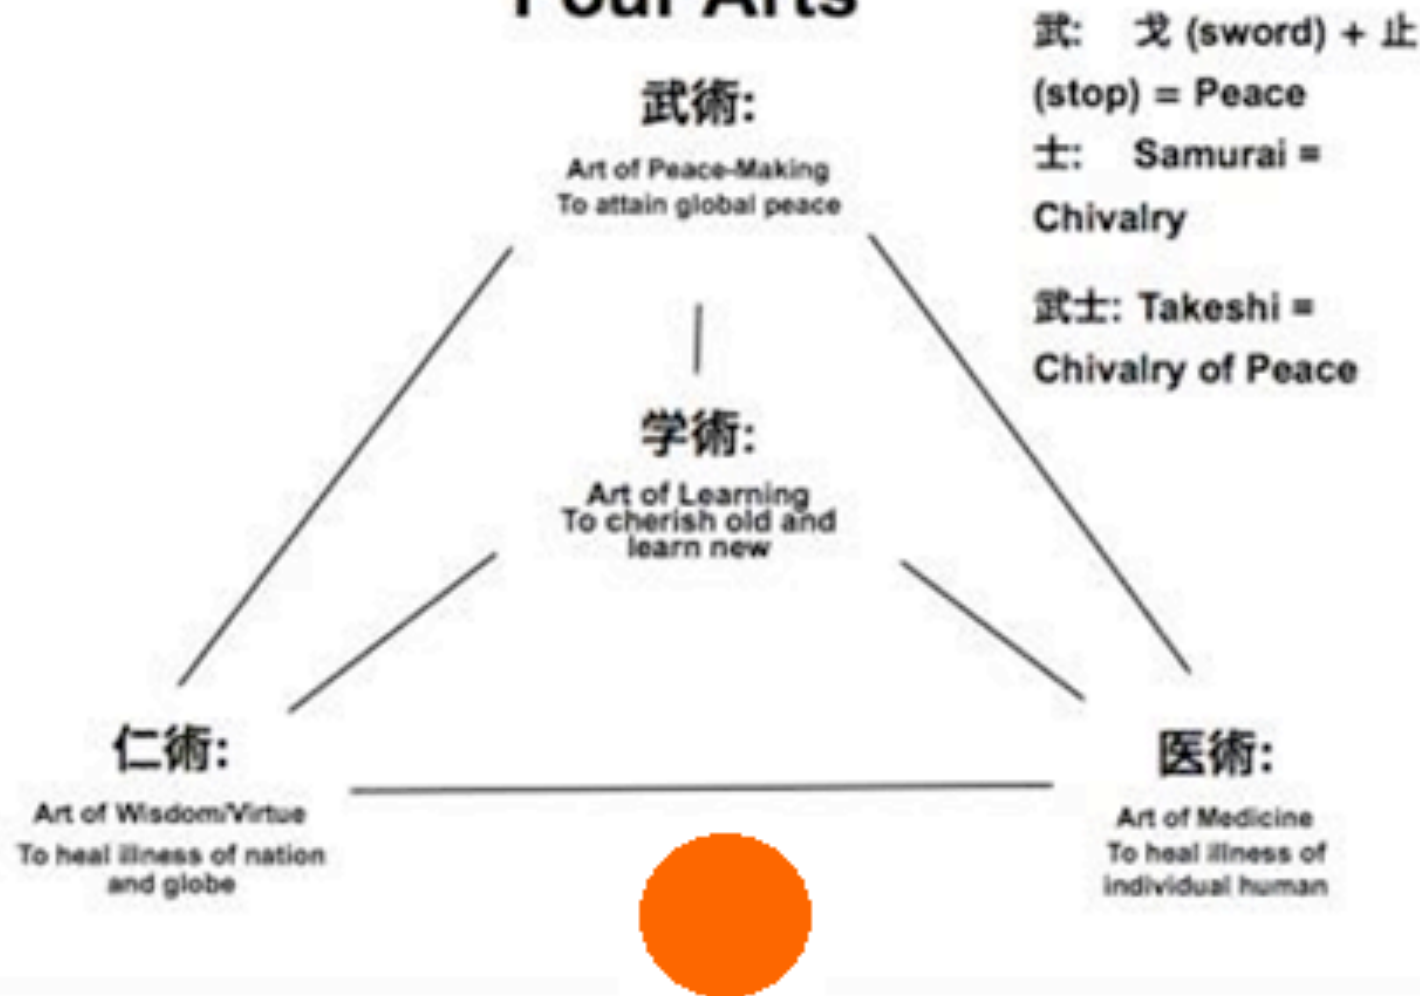 Four Arts
武術:
Art of Peace-Making
To attain global peace
武: 戈 (sword) + 止
(stop) = Peace
士: Samurai =
Chivalry
武士: Takeshi =
Chivalry of Peace
学術:
Art of Learning
To cherish old and
learn new
仁術:
Art of Wisdom/Virtue
To heal illness of nation
and globe
医術:
Art of Medicine
To heal illness of
individual human